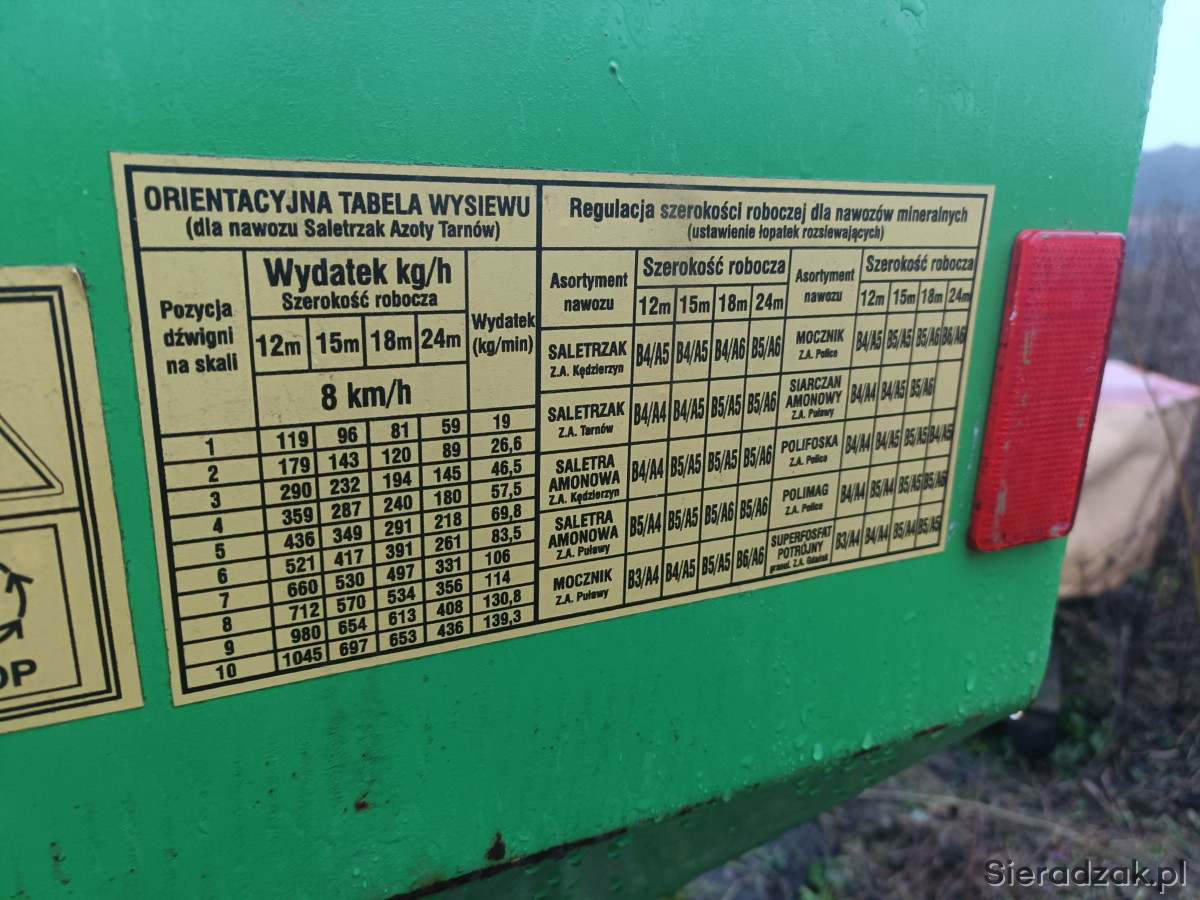 ORIENTACYJNA TABELA WYSIEWU
(dla nawozu Saletrzak Azoty Tarnów)
Pozycja dźwigni na skali
Wydatek kg/h
Szerokość robocza
12m 15m 18m 24m
8 km/h
Wydatek (kg/min)
1 119 96 81 59 19
2 179 143 120 89 26,6
3 290 232 194 145 46,5
4 359 287 240 180 57,5
5 436 349 291 218 69,8
6 521 417 391 261 83,5
7 660 530 497 331 106
8 712 570 534 356 114
9 980 654 613 408 130,8
10 1045 697 653 436 139,3
Regulacja szerokości roboczej dla nawozów mineralnych
(ustawienie łopatek rozslewających)
Asortyment nawozu
Szerokość robocza
12m 15m 18m 24m
SALETRZAK Z.A. Kędzierzyn B4/A5 B4/A5 B4/A6 B5/A6
SALETRZAK Z.A. Tarnów B4/A4 B4/A5 B5/A5 B5/A6
SALETRA AMONOWA Z.A. Kędzierzyn B4/A4 B5/A5 B5/A5 B5/A6
SALETRA AMONOWA Z.A. Puławy B5/A4 B5/A5 B5/A6 B5/A6
MOCZNIK Z.A. Puławy B3/A4 B4/A5 B5/A5 B6/A6
Asortyment nawozu
Szerokość robocza
12m 15m 18m 24m
MOCZNIK Z.A. Police B4/A5 B5/A5 B5/A6 B6/A6
SIARCZAN AMONOWY Z.A. Puławy B4/A4 B4/A5 B5/A6
POLIFOSKA Z.A. Police B4/A4 B4/A5 B5/A5 B4/A5
POLIMAG Z.A. Police B4/A4 B5/A4 B5/A5 B5/A6
SUPERFOSFAT POTRÓJNY granul. Z.A. Gdańsk B3/A4 B4/A4 B5/A4 B5/A5
OP
Sieradzak.pl